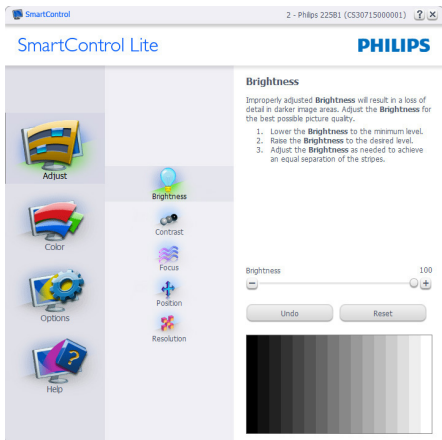 SmartControl
2 - Philips 225B1 (CS30715000001)
SmartControl Lite
PHILIPS
Adjust
Color
Options
Help
Brightness
Contrast
Focus
Position
Resolution
Brightness
Improperly adjusted Brightness will result in a loss of
detail in darker image areas. Adjust the Brightness for
the best possible picture quality.
1. Lower the Brightness to the minimum level.
2. Raise the Brightness to the desired level.
3. Adjust the Brightness as needed to achieve
an equal separation of the stripes.
Brightness 100
Undo Reset